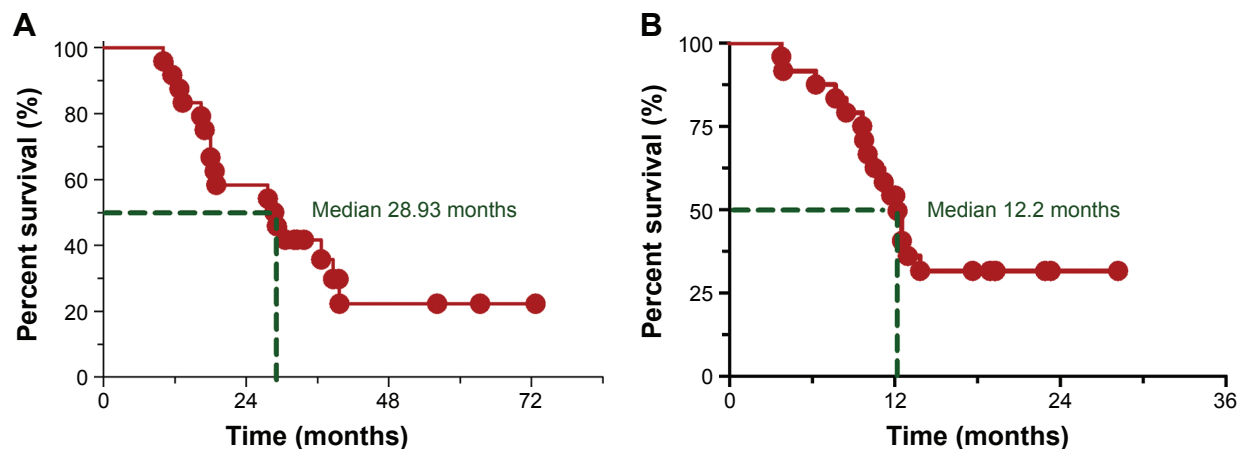 A
Percent survival (%)
100
80
60
40
20
0
Median 28.93 months
0 24 48 72
Time (months)
B
Percent survival (%)
100
75
50
25
0
Median 12.2 months
0 12 24 36
Time (months)